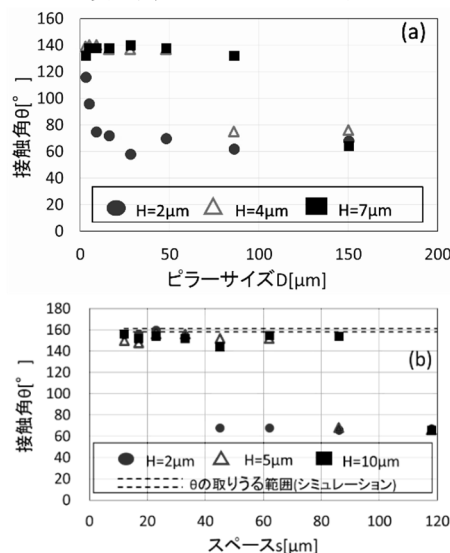 160
(a)
140
120
100
80
60
40
20
0
接触角θ[°]
H=2μm H=4μm H=7μm
0 50 100 150 200
ピラーサイズD[μm]
180
160
140
(b)
120
100
80
60
40
20
0
接触角θ[°]
H=2μm H=5μm H=10μm
θの取りうる範囲(シミュレーション)
0 20 40 60 80 100 120
スペースs[μm]